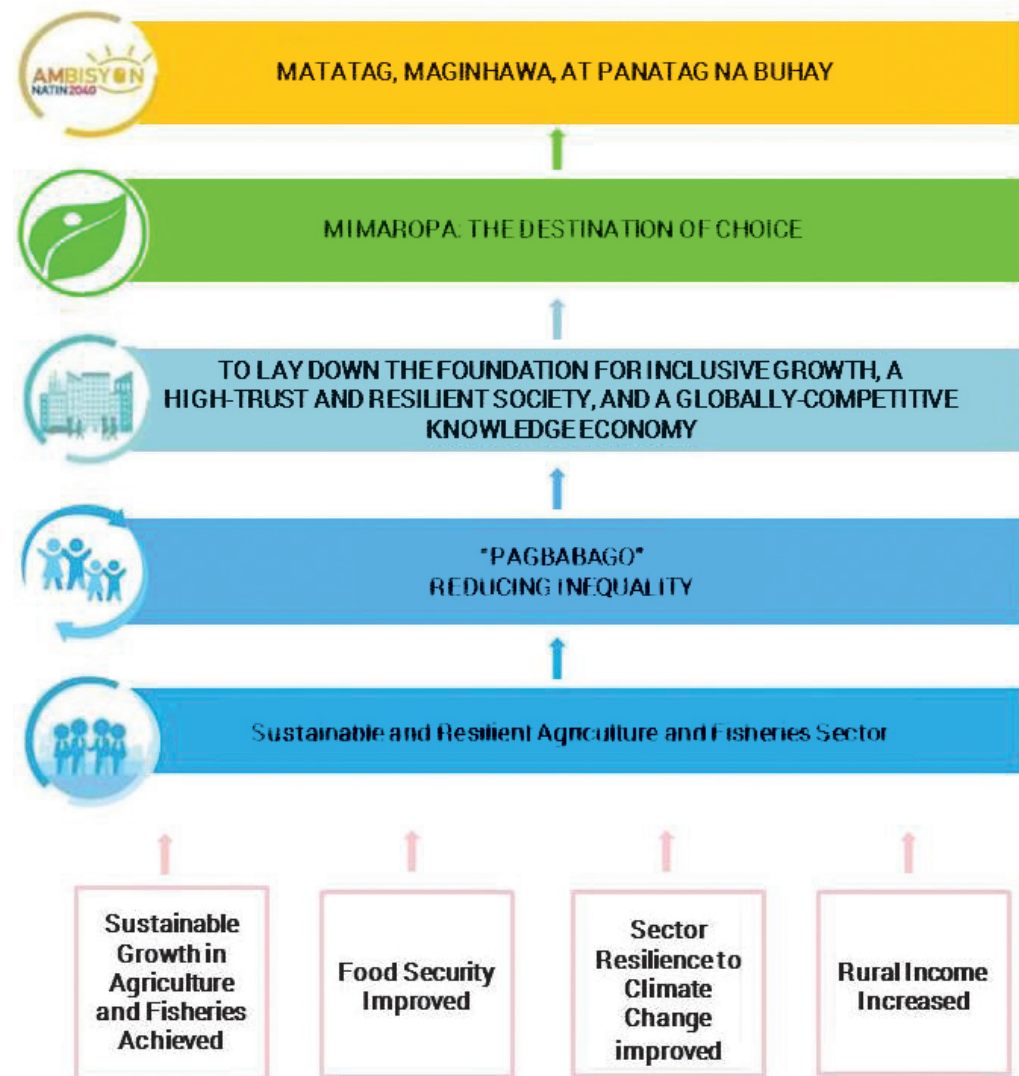 AMBISYON
NATIN2040
MATATAG, MAGINHAWA, AT PANATAG NA BUHAY
MIMAROPA: THE DESTINATION OF CHOICE
TO LAY DOWN THE FOUNDATION FOR INCLUSIVE GROWTH, A
HIGH-TRUST AND RESILIENT SOCIETY, AND A GLOBALLY-COMPETITIVE
KNOWLEDGE ECONOMY
"PAGBABAGO"
REDUCING INEQUALITY
Sustainable and Resilient Agriculture and Fisheries Sector
Sustainable
Growth in
Agriculture
and Fisheries
Achieved
Food Security
Improved
Sector
Resilience to
Climate
Change
improved
Rural Income
Increased